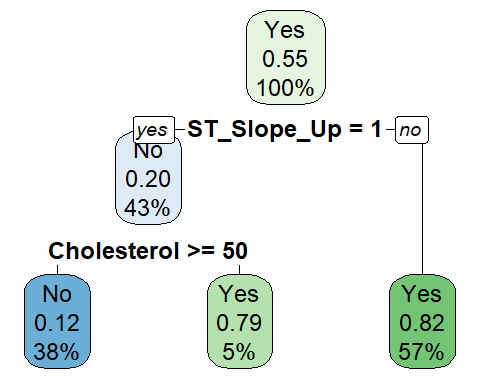 Yes
0.55
100%
yes ST_Slope_Up = 1 no
No
0.20
43%
Cholesterol >= 50
No
0.12
38%
Yes
0.79
5%
Yes
0.82
57%